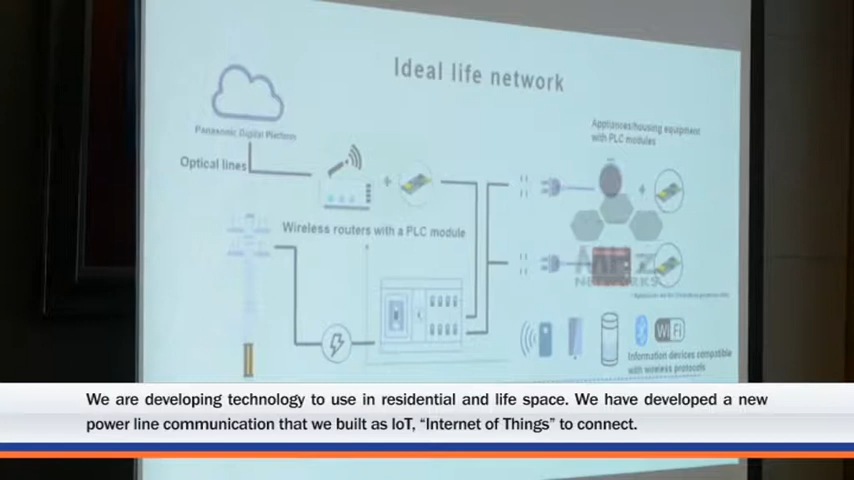 Ideal life network
Panasonic Digital Platform
Optical lines
Appliances/housing equipment
with PLC modules
Wireless routers with a PLC module
NETWORKS
WiFi
Information devices compatible
with wireless protocols
We are developing technology to use in residential and life space. We have developed a new
power line communication that we built as IoT, “Internet of Things” to connect.